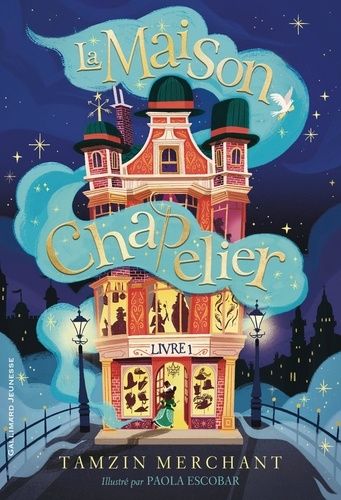 La Maison
Chapelier
LIVRE 1
GALLIMARD JEUNESSE
TAMZIN MERCHANT
Illustré par PAOLA ESCOBAR